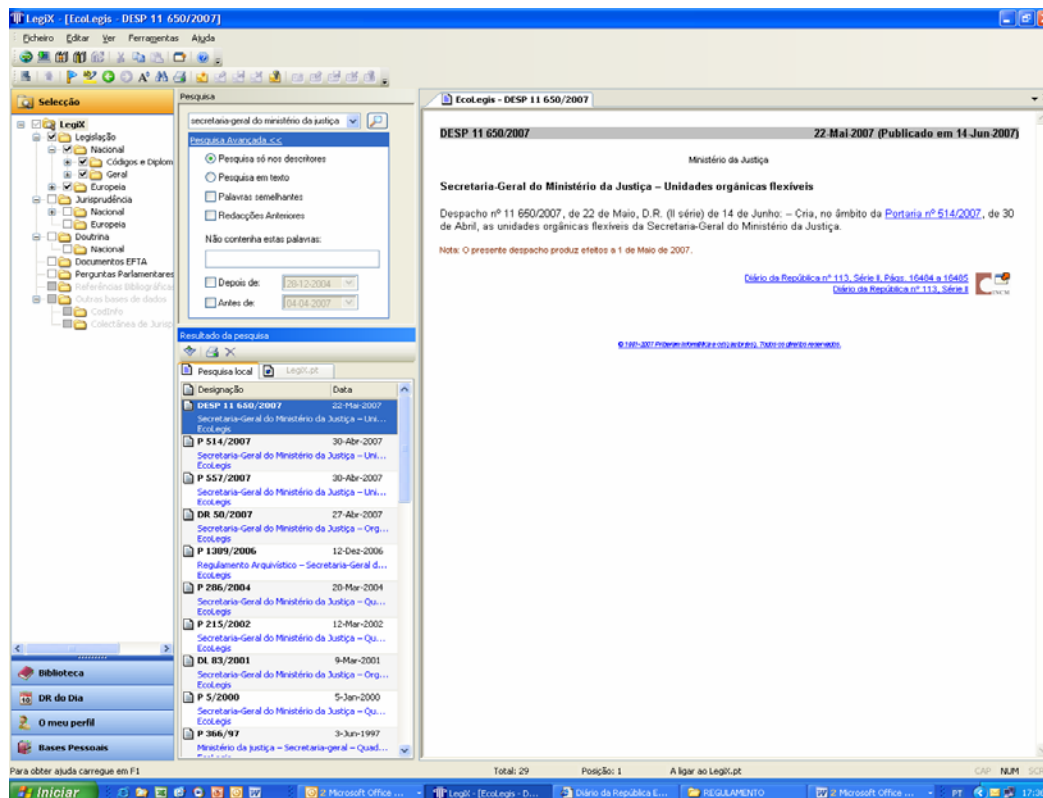 LegiX - [EcoLegis - DESP 11 650/2007]
Ficheiro Editar Ver Ferramentas Ajuda
Selecção
LegiX
Legislação
Nacional
Códigos e Diplom
Geral
Europeia
Jurisprudência
Nacional
Europeia
Doutrina
Nacional
Documentos EFTA
Perguntas Parlamentares
Referências Bibliográfica
Outras bases de dados
CodInfo
Colectânea de Jurisp
Biblioteca
DR do Dia
O meu perfil
Bases Pessoais
Pesquisa
secretaria-geral do ministério da justiça
Pesquisa Avançada <<
Pesquisa só nos descritores
Pesquisa em texto
Palavras semelhantes
Redacções Anteriores
Não contenha estas palavras:
Depois de: 28-12-2004
Antes de: 04-04-2007
Resultado da pesquisa
Pesquisa local LegiX.pt
Designação Data
DESP 11 650/2007 22-Mai-2007
Secretaria-Geral do Ministério da Justiça – Uni...
EcoLegis
P 514/2007 30-Abr-2007
Secretaria-Geral do Ministério da Justiça – Uni...
EcoLegis
P 557/2007 30-Abr-2007
Secretaria-Geral do Ministério da Justiça – Uni...
EcoLegis
DR 50/2007 27-Abr-2007
Secretaria-Geral do Ministério da Justiça – Org...
EcoLegis
P 1389/2006 12-Dez-2006
Regulamento Arquivístico – Secretaria-Geral d...
EcoLegis
P 286/2004 20-Mar-2004
Secretaria-Geral do Ministério da Justiça – Qu...
EcoLegis
P 215/2002 12-Mar-2002
Secretaria-Geral do Ministério da Justiça – Qu...
EcoLegis
DL 83/2001 9-Mar-2001
Secretaria-Geral do Ministério da Justiça – Org...
EcoLegis
P 5/2000 5-Jan-2000
Secretaria-Geral do Ministério da Justiça – Qu...
EcoLegis
P 366/97 3-Jun-1997
Ministério da justiça – Secretaria-geral – Quad...
EcoLegis - DESP 11 650/2007
DESP 11 650/2007 22-Mai-2007 (Publicado em 14-Jun-2007)
Ministério da Justiça
Secretaria-Geral do Ministério da Justiça – Unidades orgânicas flexíveis
Despacho nº 11 650/2007, de 22 de Maio, D.R. (II série) de 14 de Junho: – Cria, no âmbito da Portaria nº 514/2007, de 30
de Abril, as unidades orgânicas flexíveis da Secretaria-Geral do Ministério da Justiça.
Nota: O presente despacho produz efeitos a 1 de Maio de 2007.
Diário da República nº 113, Série II, Págs. 16484 a 16485
Diário da República nº 113, Série II
INCM
Para obter ajuda carregue em F1 Total: 29 Posição: 1 A ligar ao LegiX.pt CAP NUM SCR
Iniciar 2 Microsoft Office ... LegiX - [EcoLegis - D... Diário da República E... REGULAMENTO 2 Microsoft Office ... PT 17:36